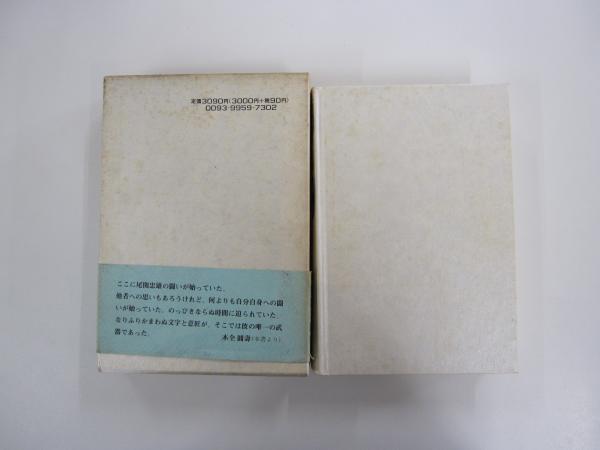 定価3090円(3000円+税90円)
0093-9959-7302
ここに尾関忠雄の闘いが始っていた。
他者への思いもあろうけれど、何よりも自分自身への闘
いが始っていた。のっぴきならぬ時間に迫られていた。
なりふりかまわぬ文字と意匠が、そこでは彼の唯一の武
器であった。
木全圓壽(本書より)